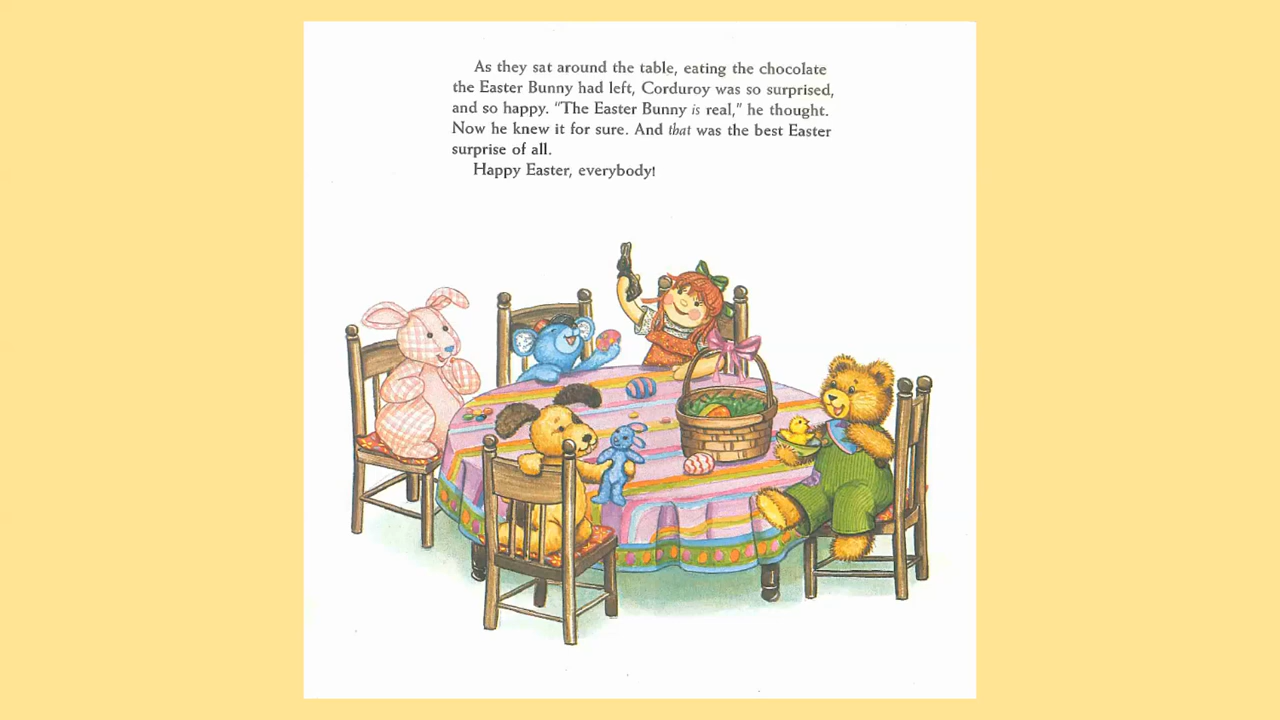 As they sat around the table, eating the chocolate
the Easter Bunny had left, Corduroy was so surprised,
and so happy. "The Easter Bunny is real," he thought.
Now he knew it for sure. And that was the best Easter
surprise of all.
Happy Easter, everybody!